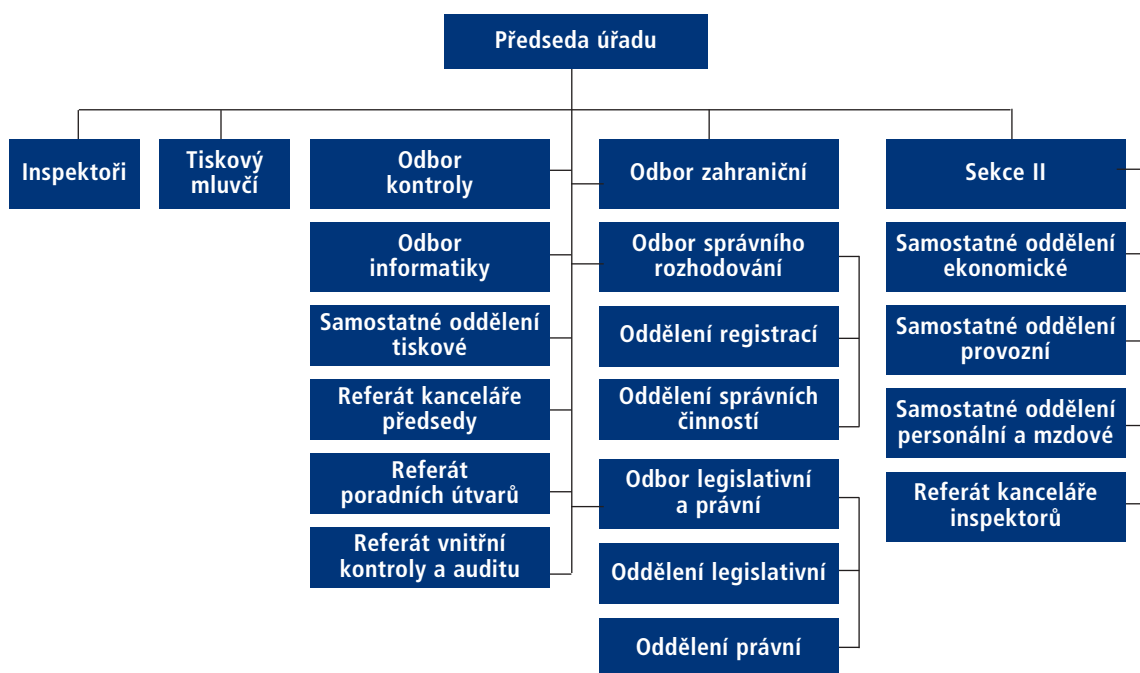 Předseda úřadu
Inspektoři
Tiskový
mluvčí
Odbor
kontroly
Odbor
informatiky
Samostatné oddělení
tiskové
Referát kanceláře
předsedy
Referát
poradních útvarů
Referát vnitřní
kontroly a auditu
Odbor zahraniční
Odbor správního
rozhodování
Oddělení registrací
Oddělení správních
činností
Odbor legislativní
a právní
Oddělení legislativní
Oddělení právní
Sekce II
Samostatné oddělení
ekonomické
Samostatné oddělení
provozní
Samostatné oddělení
personální a mzdové
Referát kanceláře
inspektorů